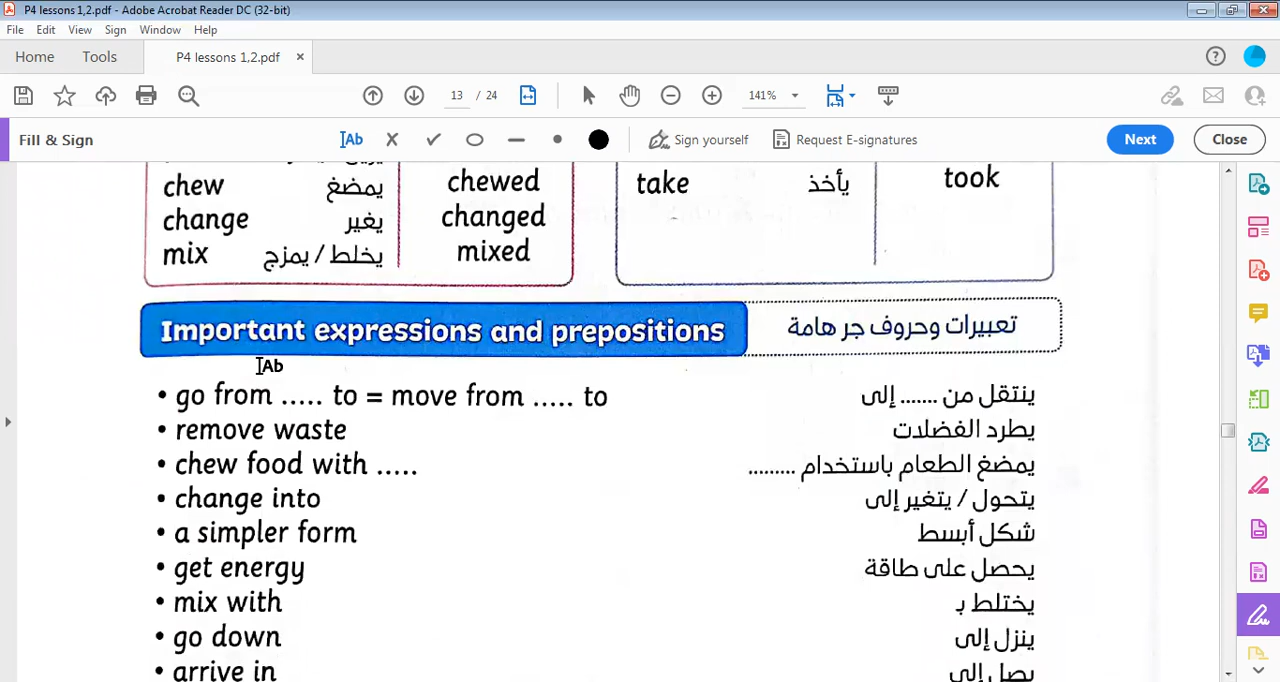 P4 lessons 1,2.pdf - Adobe Acrobat Reader DC (32-bit)
File Edit View Sign Window Help
Home Tools P4 lessons 1,2.pdf ×
13 / 24 141%
Fill & Sign Ab Sign yourself Request E-signatures Next Close
chew يمضغ chewed take يأخذ took
change يغير changed
mix يخلط / يمزج mixed
Important expressions and prepositions تعبيرات وحروف جر هامة
Ab
• go from ..... to = move from ..... to ينتقل من ....... إلى
• remove waste يطرد الفضلات
• chew food with ..... يمضغ الطعام باستخدام .........
• change into يتحول / يتغير إلى
• a simpler form شكل أبسط
• get energy يحصل على طاقة
• mix with يختلط بـ
• go down ينزل إلى
• arrive in يصل إلى